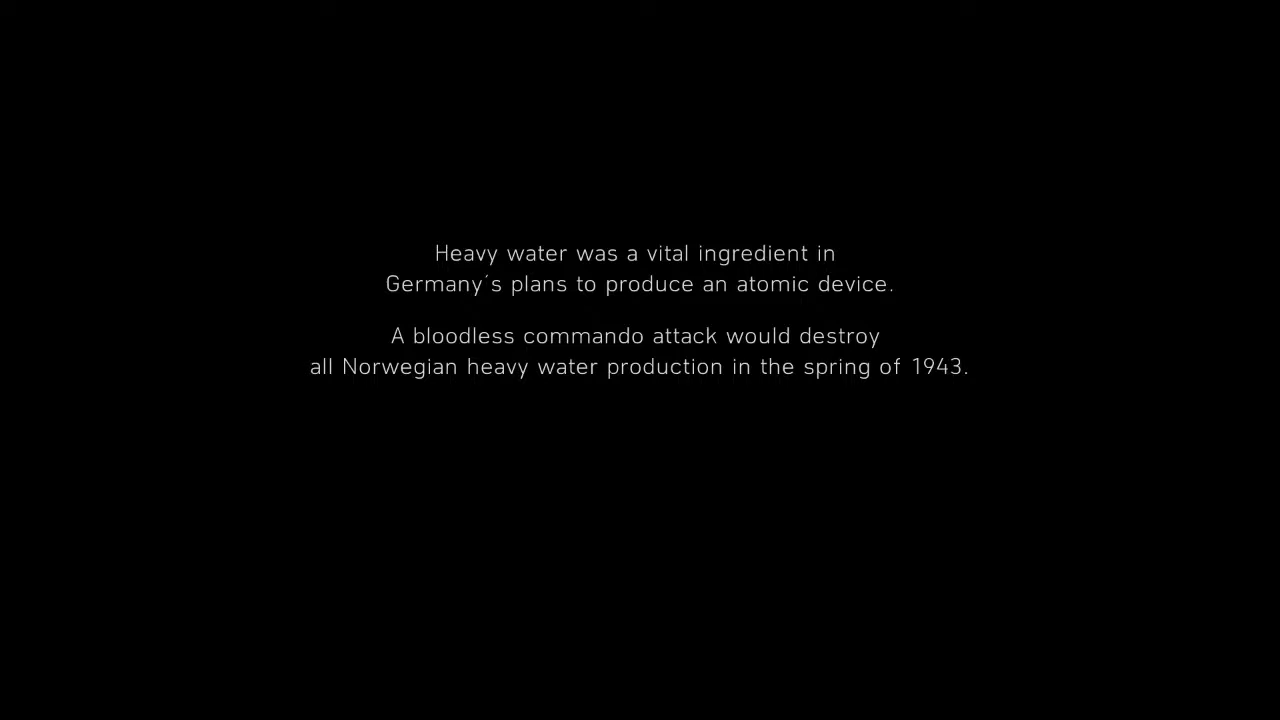 Heavy water was a vital ingredient in
Germany´s plans to produce an atomic device.
A bloodless commando attack would destroy
all Norwegian heavy water production in the spring of 1943.